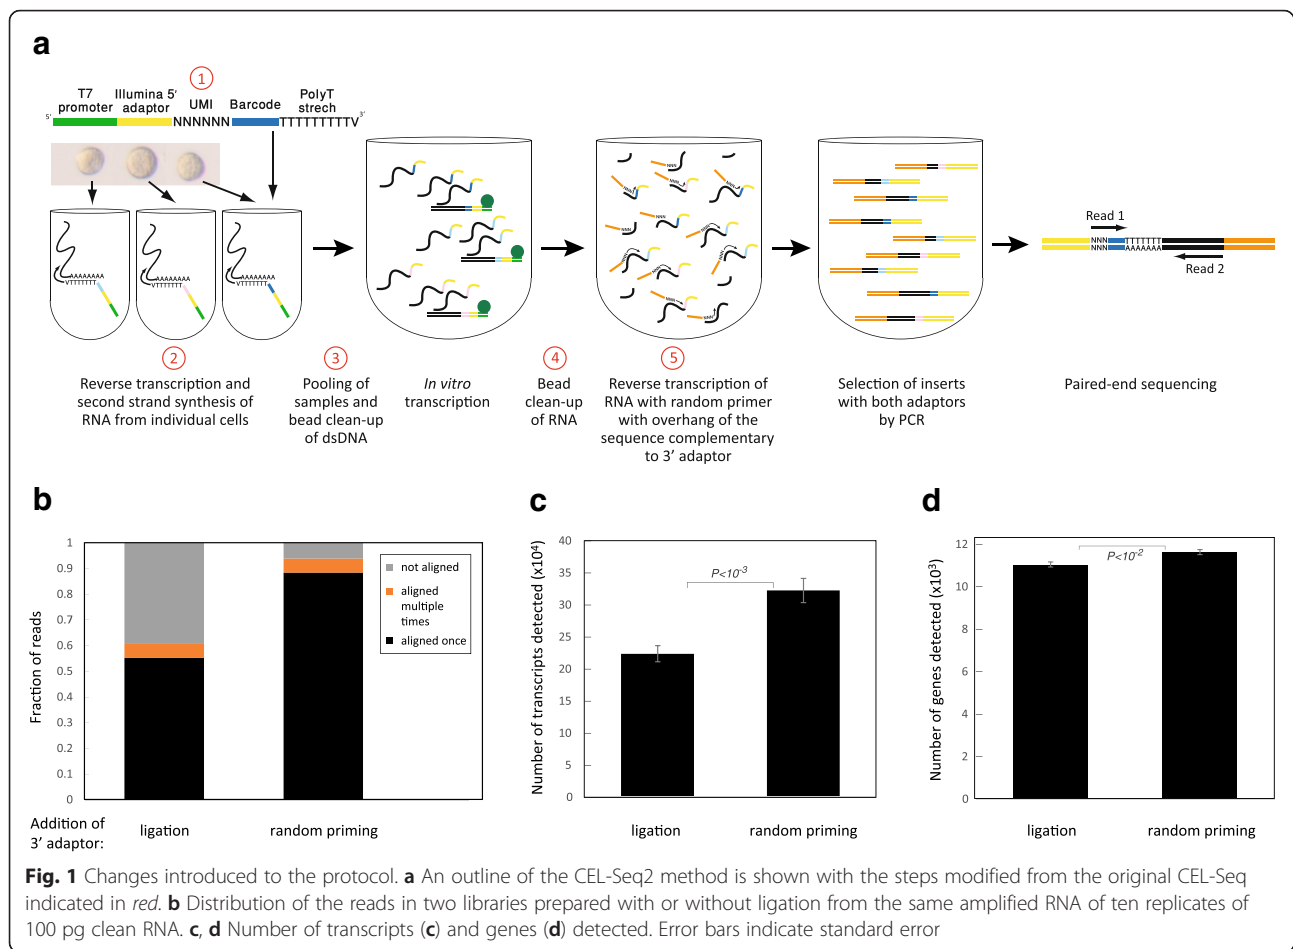 a
1
T7 promoter
Illumina 5′ adaptor
UMI
Barcode
PolyT strech
5′
NNNNNN
TTTTTTTTTV
3′
AAAAAAAA
VTTTTTTT
AAAAAAAA
VTTTTTTT
AAAAAAAA
VTTTTTTT
NNN
NNN
NNN
NNN
NNN
NNN
NNN
NNN
NNN
NNN
Read 1
NNN TTTTTTT
NNN AAAAAAA
Read 2
2
Reverse transcription and
second strand synthesis of
RNA from individual cells
3
Pooling of
samples and
bead clean-up
of dsDNA
In vitro
transcription
4
Bead
clean-up
of RNA
5
Reverse transcription of
RNA with random primer
with overhang of the
sequence complementary
to 3′ adaptor
Selection of inserts
with both adaptors
by PCR
Paired-end sequencing
b
Fraction of reads
1
0.9
0.8
0.7
0.6
0.5
0.4
0.3
0.2
0.1
0
not aligned
aligned
multiple
times
aligned once
Addition of
3′ adaptor:
ligation
random priming
c
Number of transcripts detected (x10⁴)
40
35
30
25
20
15
10
5
0
P<10⁻³
ligation
random priming
d
Number of genes detected (x10³)
12
10
8
6
4
2
0
P<10⁻²
ligation
random priming
Fig. 1 Changes introduced to the protocol. a An outline of the CEL-Seq2 method is shown with the steps modified from the original CEL-Seq
indicated in red. b Distribution of the reads in two libraries prepared with or without ligation from the same amplified RNA of ten replicates of
100 pg clean RNA. c, d Number of transcripts (c) and genes (d) detected. Error bars indicate standard error